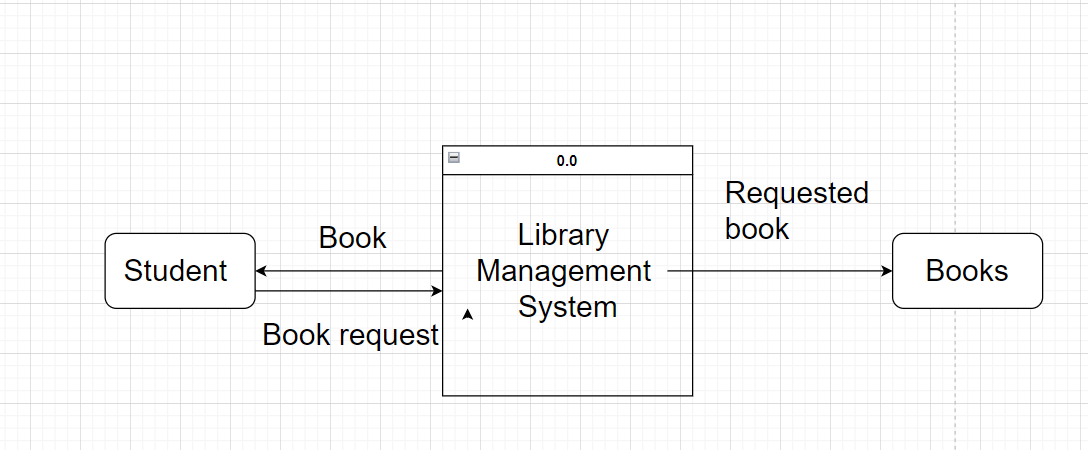 0.0
Requested
book
Book
Library
Management
System
Student
Books
Book request